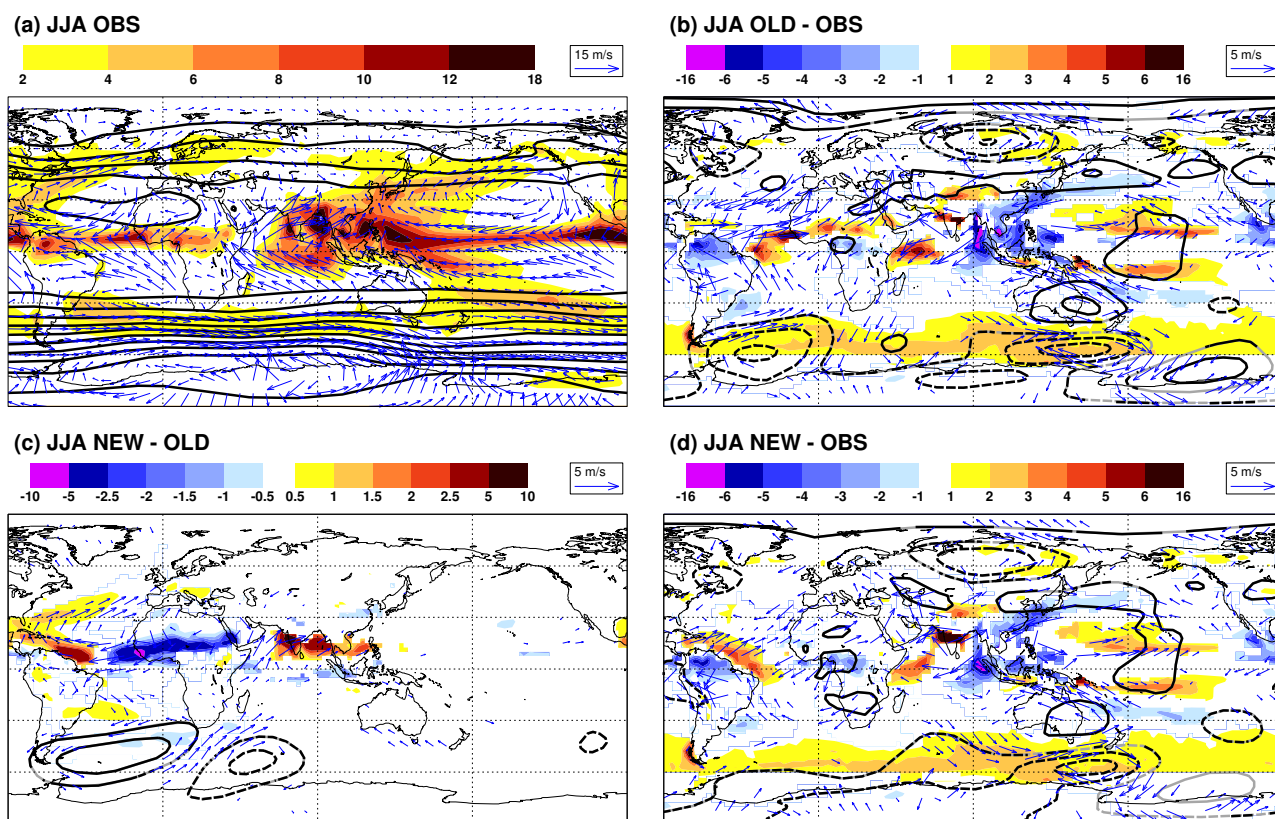 (a) JJA OBS
15 m/s
2 4 6 8 10 12 18
(b) JJA OLD - OBS
5 m/s
-16 -6 -5 -4 -3 -2 -1 1 2 3 4 5 6 16
(c) JJA NEW - OLD
5 m/s
-10 -5 -2.5 -2 -1.5 -1 -0.5 0.5 1 1.5 2 2.5 5 10
(d) JJA NEW - OBS
5 m/s
-16 -6 -5 -4 -3 -2 -1 1 2 3 4 5 6 16